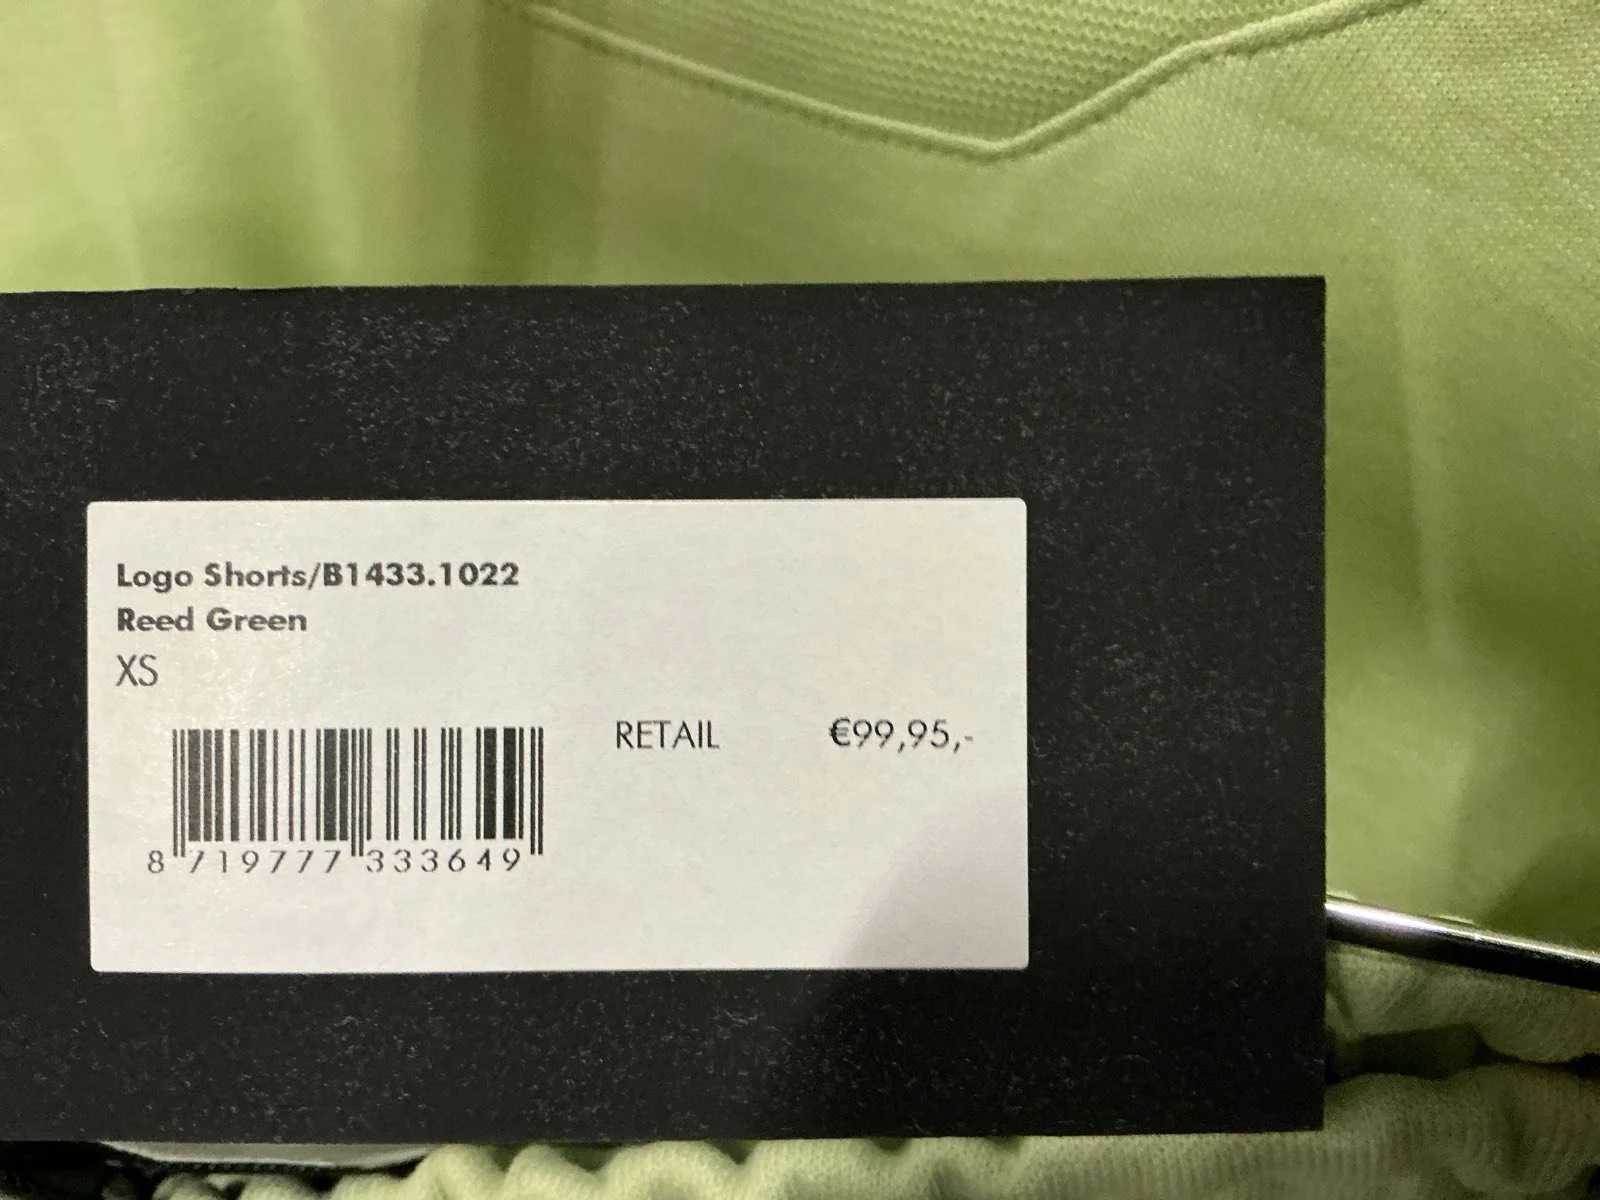 Logo Shorts/B1433.1022
Reed Green
XS
RETAIL €99,95,-
8 719777 333649